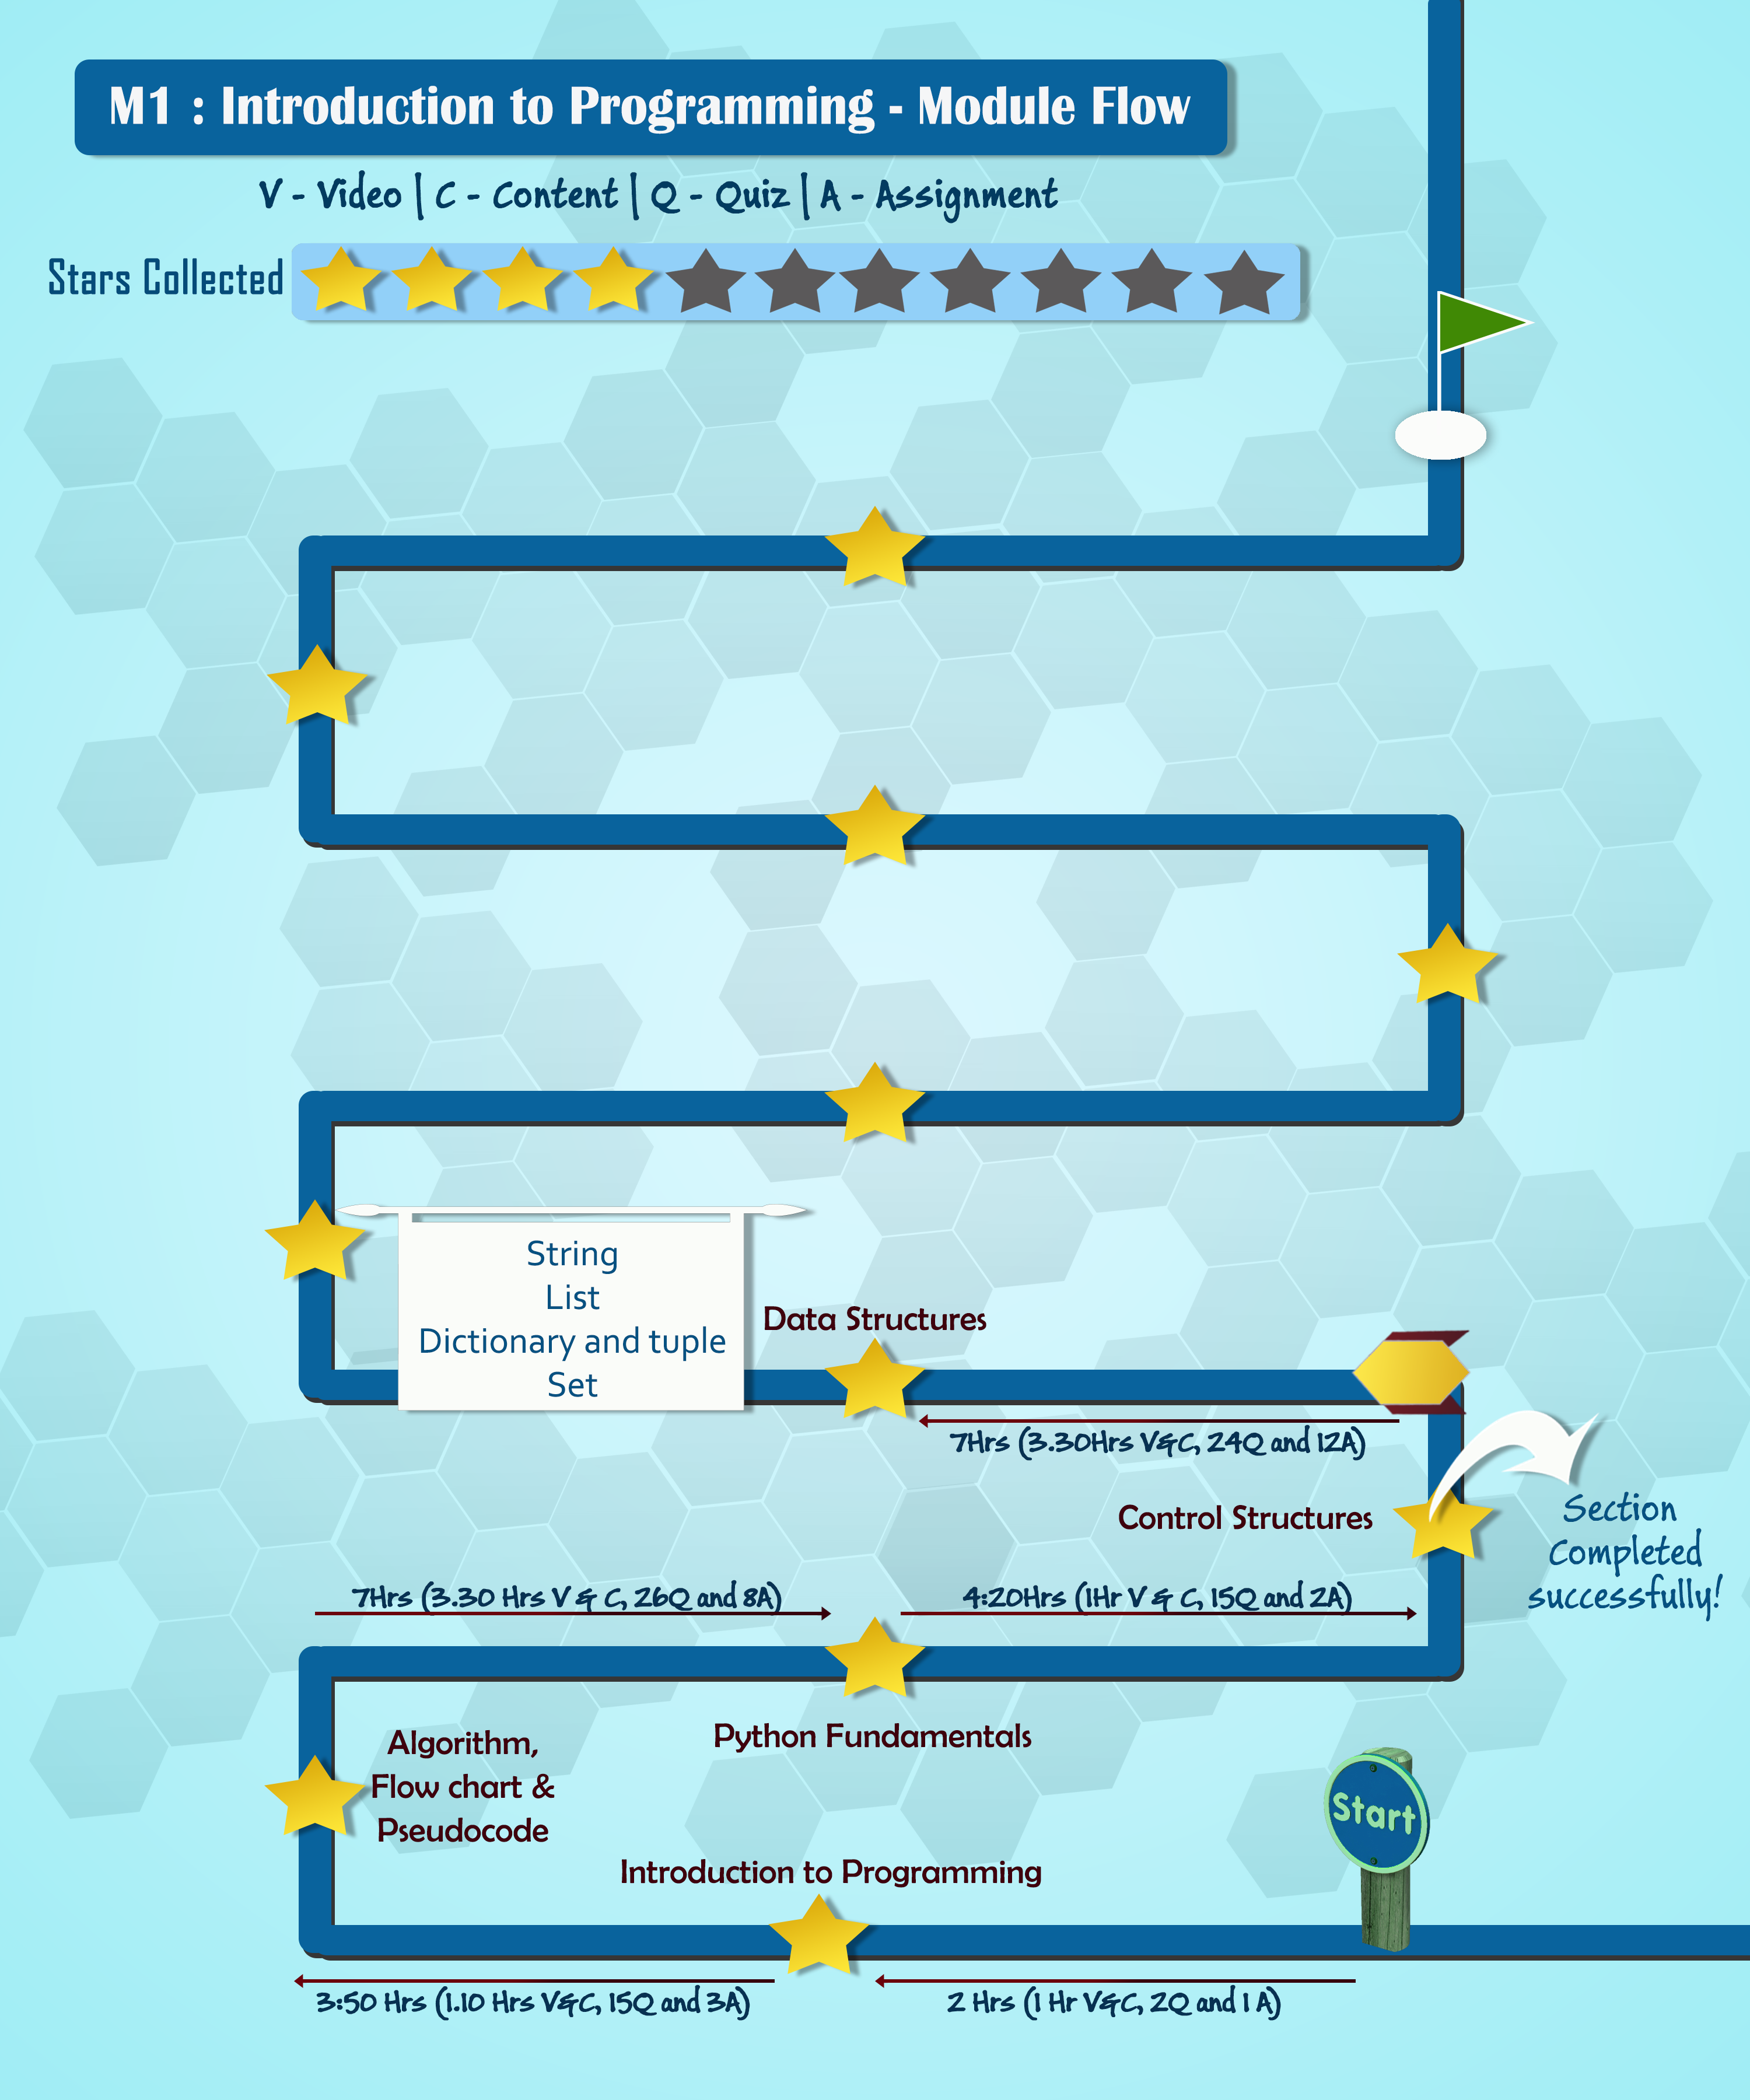 M1 : Introduction to Programming - Module Flow
V - Video | C - Content | Q - Quiz | A - Assignment
Stars Collected
String
List
Dictionary and tuple
Set
Data Structures
7Hrs (3.30Hrs V&C, 24Q and 12A)
Control Structures
Section
Completed
successfully!
7Hrs (3.30 Hrs V & C, 26Q and 8A)
4:20Hrs (1Hr V & C, 15Q and 2A)
Python Fundamentals
Algorithm,
Flow chart &
Pseudocode
Start
Introduction to Programming
3:50 Hrs (1.10 Hrs V&C, 15Q and 3A)
2 Hrs (1 Hr V&C, 2Q and 1 A)